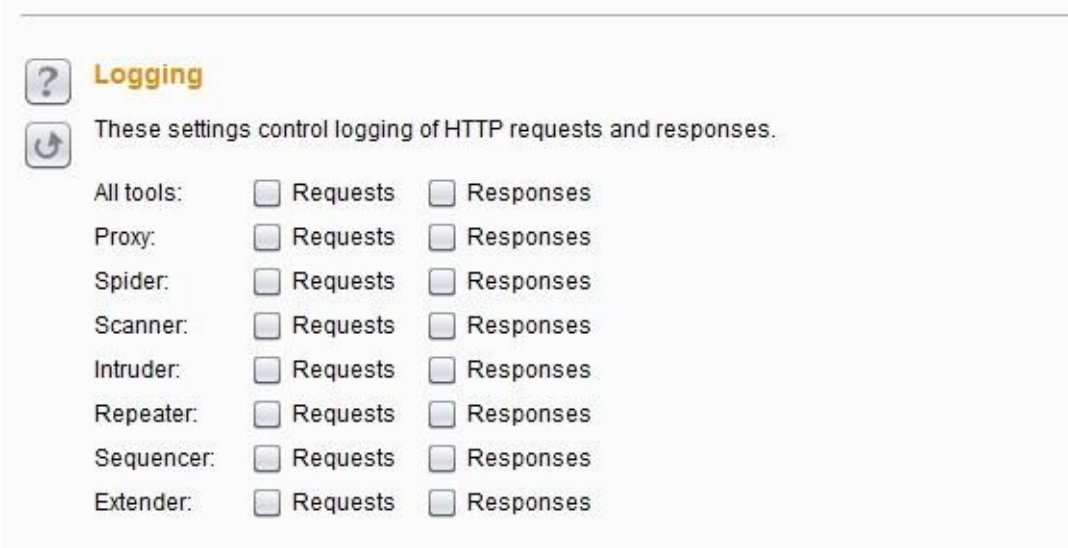 Logging
These settings control logging of HTTP requests and responses.
All tools: Requests Responses
Proxy: Requests Responses
Spider: Requests Responses
Scanner: Requests Responses
Intruder: Requests Responses
Repeater: Requests Responses
Sequencer: Requests Responses
Extender: Requests Responses